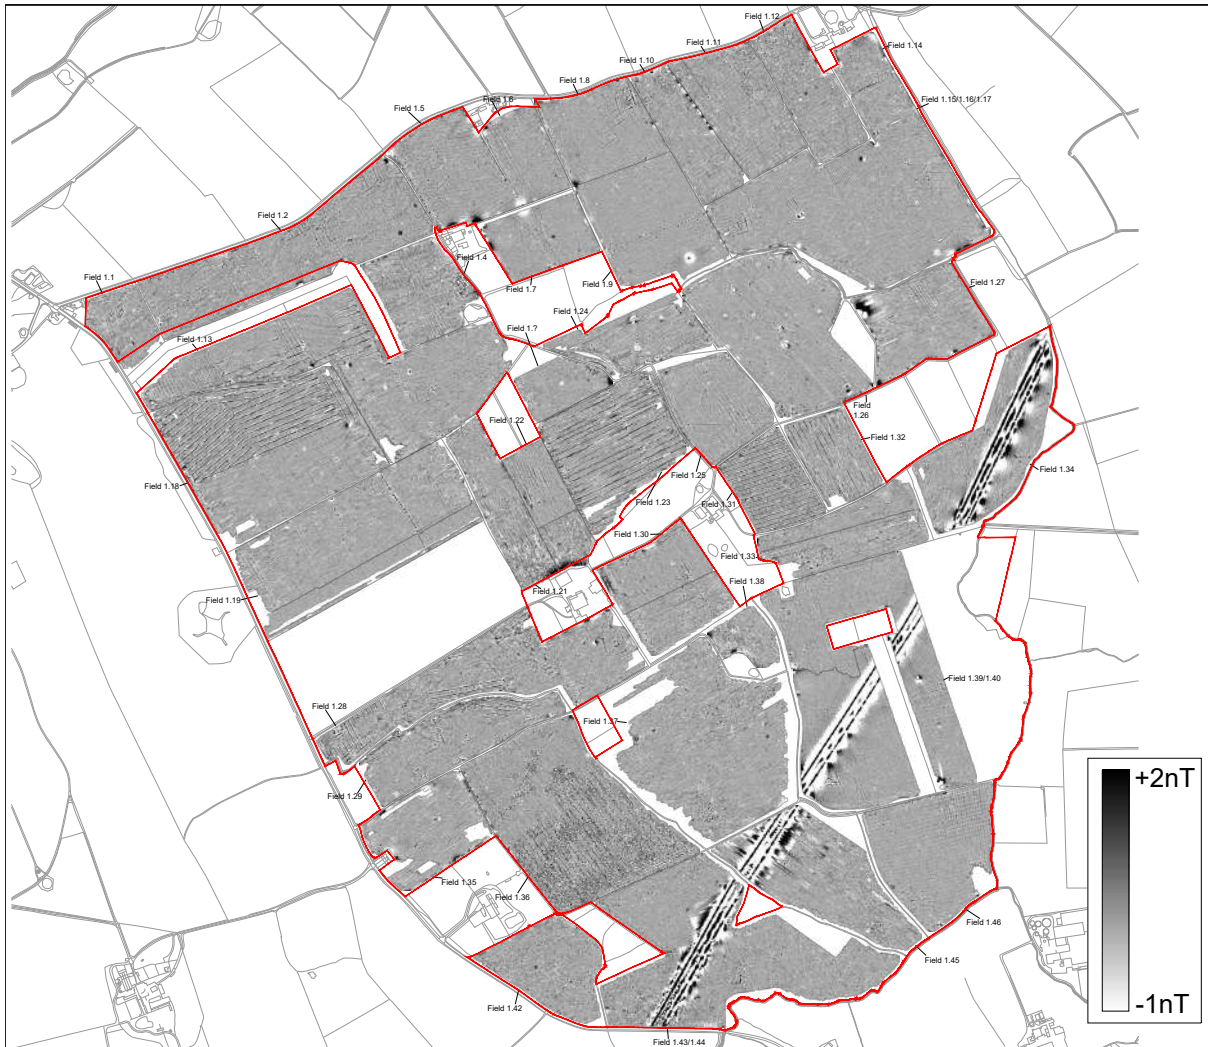 Field 1.12
Field 1.11
Field 1.14
Field 1.10
Field 1.8
Field 1.6
Field 1.5
Field 1.15/1.16/1.17
Field 1.2
Field 1.4
Field 1.1
Field 1.7
Field 1.9
Field 1.27
Field 1.24
Field 1.?
Field 1.13
Field
1.26
Field 1.22
Field 1.32
Field 1.34
Field 1.25
Field 1.18
Field 1.23
Field 1.31
Field 1.30
Field 1.33
Field 1.38
Field 1.21
Field 1.19
Field 1.39/1.40
Field 1.28
Field 1.37
+2nT
Field 1.29
Field 1.35
Field 1.36
Field 1.46
Field 1.45
Field 1.42
-1nT
Field 1.43/1.44